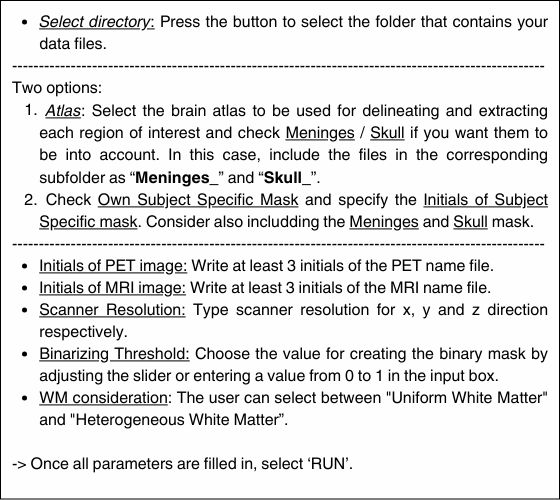 • Select directory: Press the button to select the folder that contains your
data files.
--------------------------------------------------------------------------------------------------------
Two options:
1. Atlas: Select the brain atlas to be used for delineating and extracting
each region of interest and check Meninges / Skull if you want them to
be into account. In this case, include the files in the corresponding
subfolder as “Meninges_” and “Skull_”.
2. Check Own Subject Specific Mask and specify the Initials of Subject
Specific mask. Consider also includding the Meninges and Skull mask.
--------------------------------------------------------------------------------------------------------
• Initials of PET image: Write at least 3 initials of the PET name file.
• Initials of MRI image: Write at least 3 initials of the MRI name file.
• Scanner Resolution: Type scanner resolution for x, y and z direction
respectively.
• Binarizing Threshold: Choose the value for creating the binary mask by
adjusting the slider or entering a value from 0 to 1 in the input box.
• WM consideration: The user can select between "Uniform White Matter"
and "Heterogeneous White Matter”.
-> Once all parameters are filled in, select ‘RUN’.